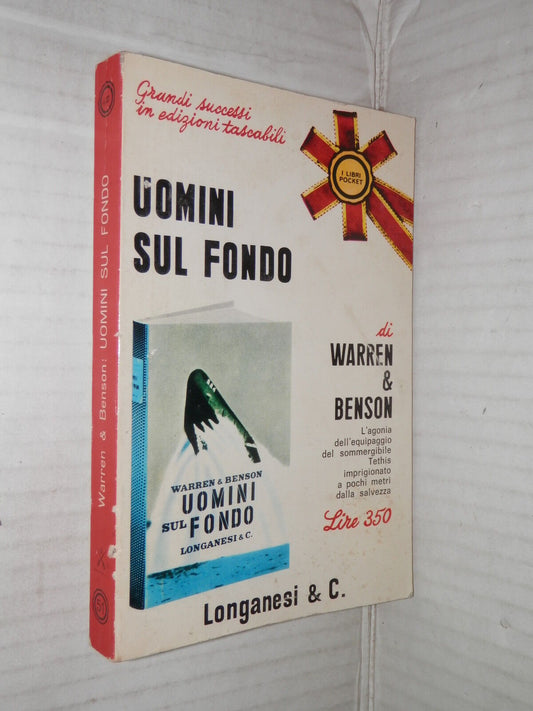 Grandi successi
in edizioni tascabili
I LIBRI
POCKET
UOMINI
SUL FONDO
di
WARREN
&
BENSON
L'agonia
dell'equipaggio
del sommergibile
Tethis
imprigionato
a pochi metri
dalla salvezza
Lire 350
WARREN & BENSON
UOMINI
SUL FONDO
LONGANESI & C.
Longanesi & C.
Warren & Benson: UOMINI SUL FONDO